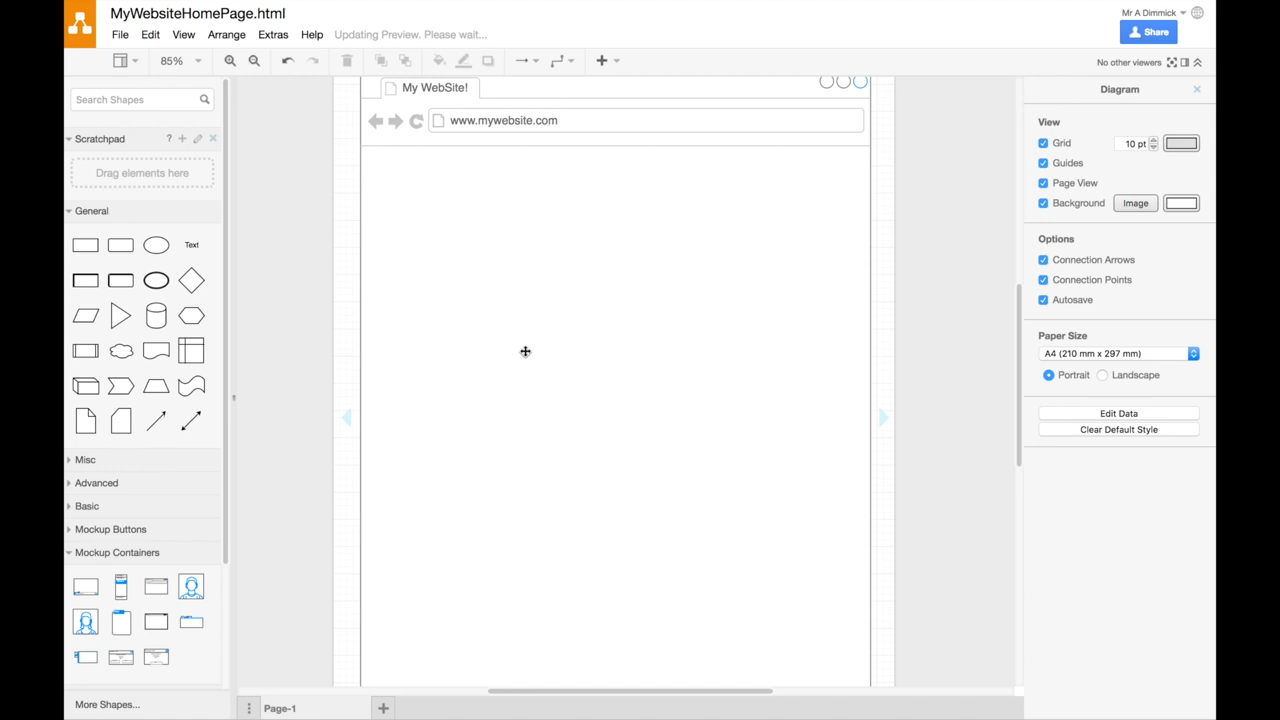 MyWebsiteHomePage.html
Mr A Dimmick
File Edit View Arrange Extras Help Updating Preview. Please wait...
Share
85%
No other viewers
Search Shapes
My WebSite!
Diagram
www.mywebsite.com
View
Scratchpad ?
Grid 10 pt
Guides
Drag elements here
Page View
Background Image
General
Text
Options
Connection Arrows
Connection Points
Autosave
Paper Size
A4 (210 mm x 297 mm)
Portrait Landscape
Edit Data
Clear Default Style
Misc
Advanced
Basic
Mockup Buttons
Mockup Containers
More Shapes...
Page-1